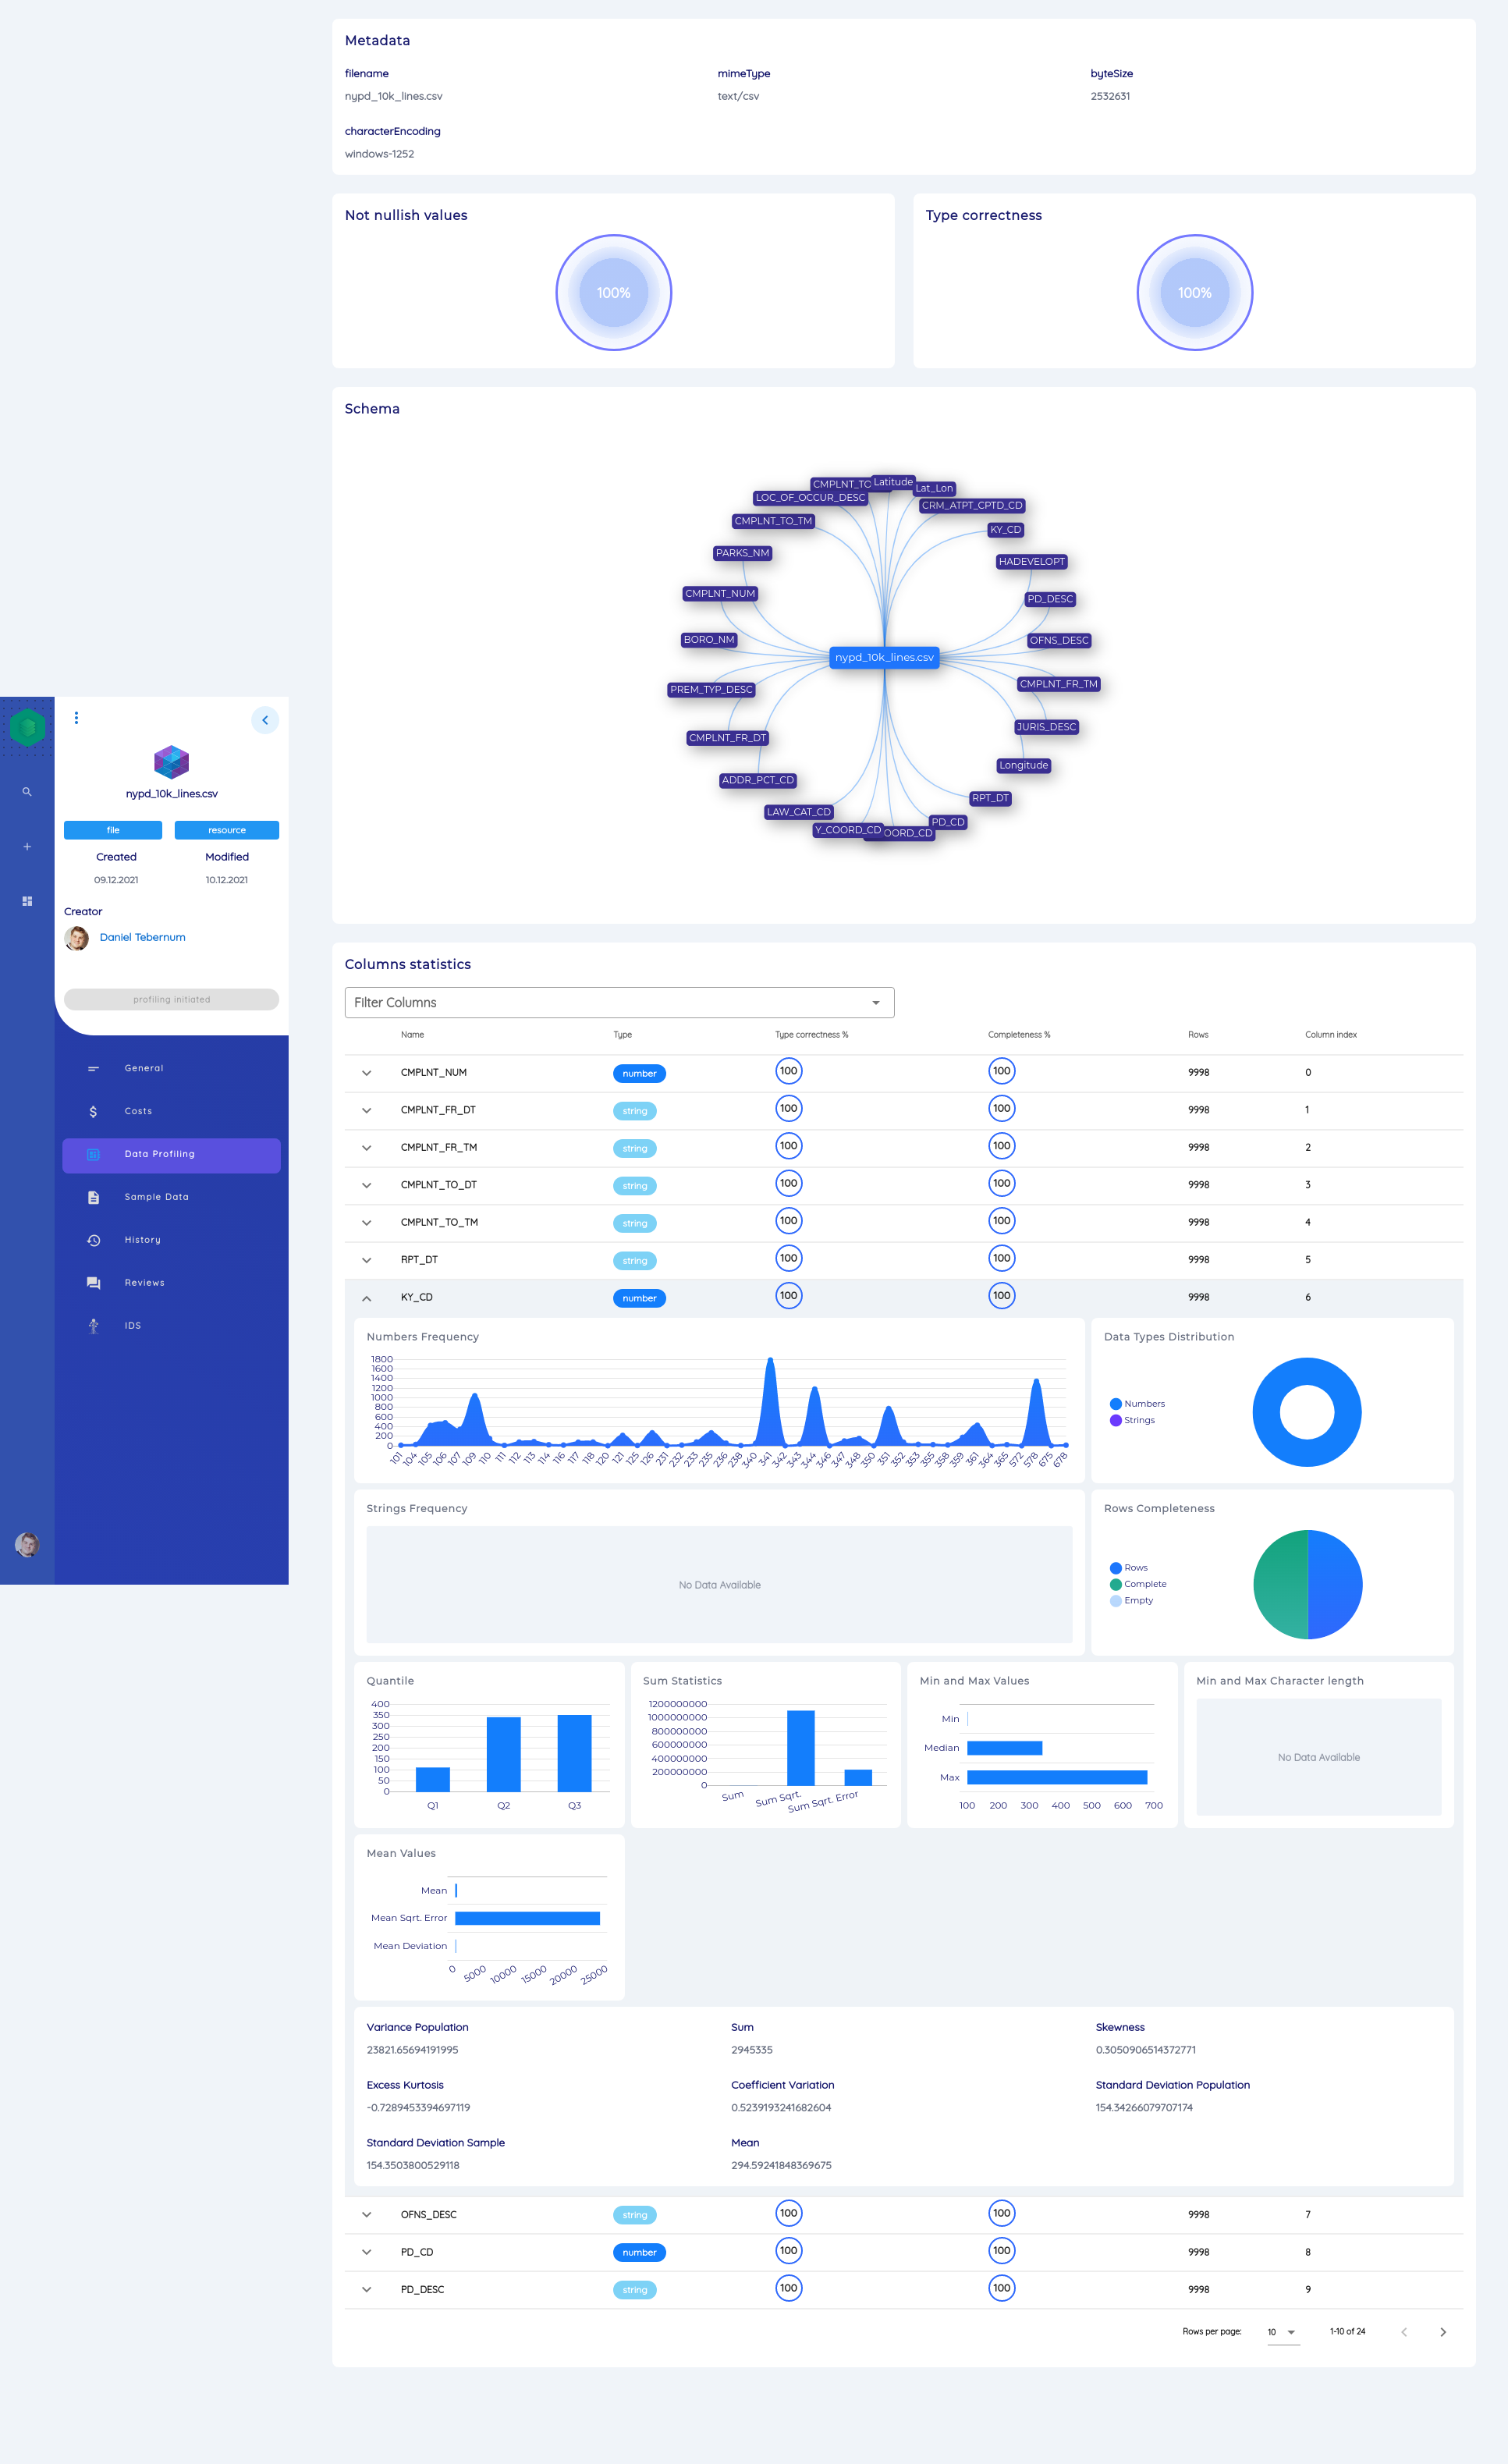 nypd_10k_lines.csv
file
resource
Created
Modified
09.12.2021
10.12.2021
Creator
Daniel Tebernum
profiling initiated
General
Costs
Data Profiling
Sample Data
History
Reviews
IDS
Metadata
filename
mimeType
byteSize
nypd_10k_lines.csv
text/csv
2532631
characterEncoding
windows-1252
Not nullish values
Type correctness
100%
100%
Schema
Latitude
CMPLNT_TO
Lat_Lon
LOC_OF_OCCUR_DESC
CRM_ATPT_CPTD_CD
CMPLNT_TO_TM
KY_CD
PARKS_NM
HADEVELOPT
CMPLNT_NUM
PD_DESC
BORO_NM
OFNS_DESC
nypd_10k_lines.csv
PREM_TYP_DESC
CMPLNT_FR_TM
CMPLNT_FR_DT
JURIS_DESC
ADDR_PCT_CD
Longitude
LAW_CAT_CD
RPT_DT
Y_COORD_CD
OORD_CD
PD_CD
Columns statistics
Filter Columns
Name Type Type correctness % Completeness % Rows Column index
CMPLNT_NUM number 100 100 9998 0
CMPLNT_FR_DT string 100 100 9998 1
CMPLNT_FR_TM string 100 100 9998 2
CMPLNT_TO_DT string 100 100 9998 3
CMPLNT_TO_TM string 100 100 9998 4
RPT_DT string 100 100 9998 5
KY_CD number 100 100 9998 6
Numbers Frequency
1800
1600
1400
1200
1000
800
600
400
200
0
101 104 105 106 107 109 110 111 112 113 114 116 117 118 120 121 125 126 231 232 233 235 236 238 340 341 342 343 344 346 347 348 350 351 352 353 355 358 359 361 364 365 572 578 675 678
Data Types Distribution
Numbers
Strings
Strings Frequency
No Data Available
Rows Completeness
Rows
Complete
Empty
Quantile
400
350
300
250
200
150
100
50
0
Q1 Q2 Q3
Sum Statistics
1200000000
1000000000
800000000
600000000
400000000
200000000
0
Sum Sum Sqrt. Sum Sqrt. Error
Min and Max Values
Min
Median
Max
100 200 300 400 500 600 700
Min and Max Character length
No Data Available
Mean Values
Mean
Mean Sqrt. Error
Mean Deviation
0 5000 10000 15000 20000 25000
Variance Population
Sum
Skewness
23821.65694191995
2945335
0.3050906514372771
Excess Kurtosis
Coefficient Variation
Standard Deviation Population
-0.7289453394697119
0.5239193241682604
154.34266079707174
Standard Deviation Sample
Mean
154.3503800529118
294.59241848369675
OFNS_DESC string 100 100 9998 7
PD_CD number 100 100 9998 8
PD_DESC string 100 100 9998 9
Rows per page: 10 1-10 of 24